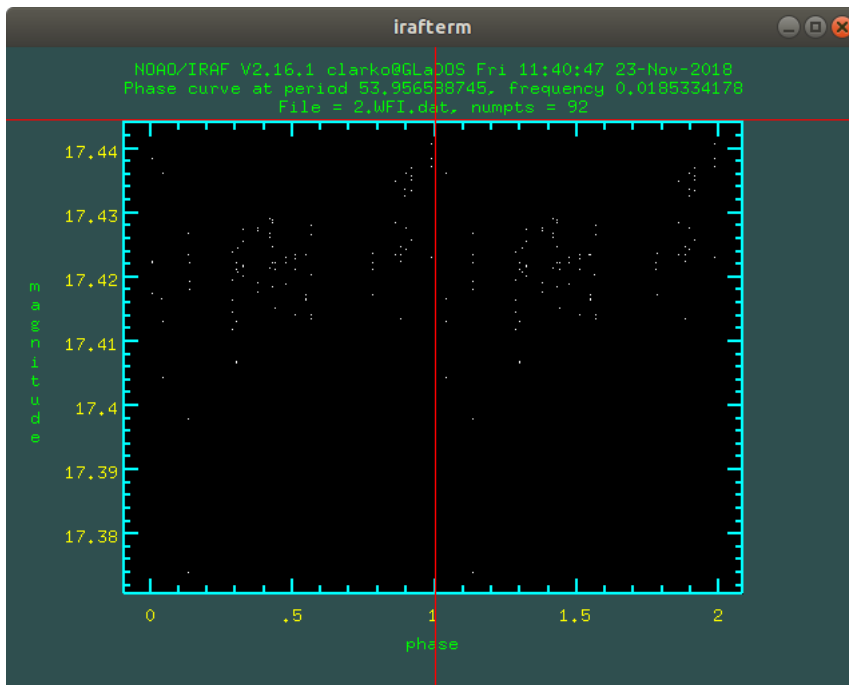 irafterm
NOAO/IRAF V2.16.1 clarko@GLaDOS Fri 11:40:47 23-Nov-2018
Phase curve at period 53.956538745, frequency 0.0185334178
File = 2.WFI.dat, numpts = 92
17.44
17.43
17.42
17.41
17.4
17.39
17.38
magnitude
0
.5
1
1.5
2
phase